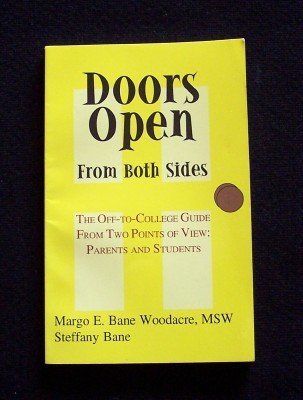 Doors
Open
From Both Sides
The Off-to-College Guide
From Two Points of View:
Parents and Students
Margo E. Bane Woodacre, MSW
Steffany Bane